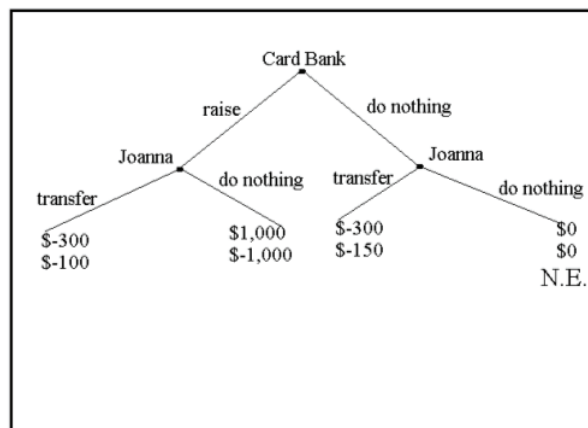 Card Bank
raise
do nothing
Joanna
Joanna
transfer
do nothing
transfer
do nothing
$-300
$-100
$1,000
$-1,000
$-300
$-150
$0
$0
N.E.